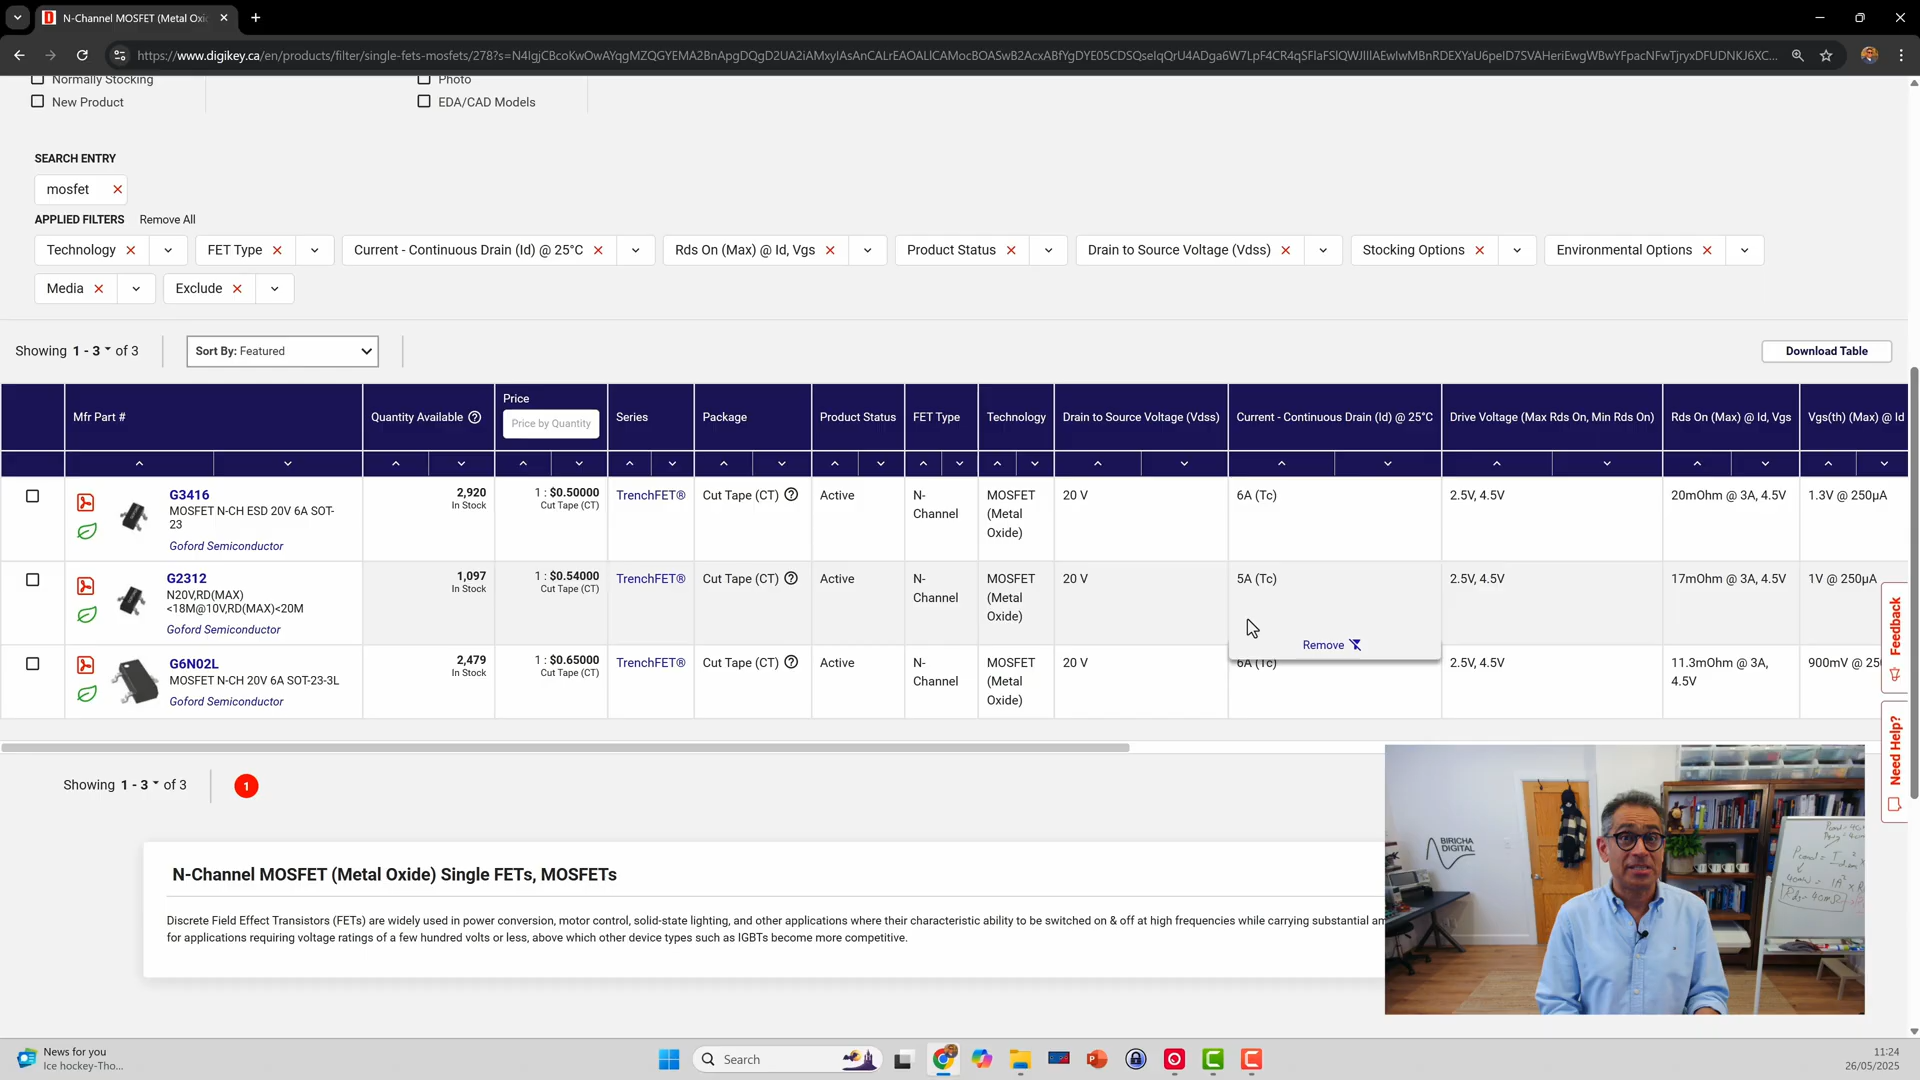 N-Channel MOSFET (Metal Oxi
https://www.digikey.ca/en/products/filter/single-fets-mosfets/
Normally Stocking
Photo
New Product
EDA/CAD Models
SEARCH ENTRY
mosfet
APPLIED FILTERS Remove All
Technology FET Type Current - Continuous Drain (Id) @ 25°C Rds On (Max) @ Id, Vgs Product Status Drain to Source Voltage (Vdss) Stocking Options Environmental Options
Media Exclude
Showing 1 - 3 of 3
Sort By: Featured
Download Table
Mfr Part # Quantity Available Price Series Package Product Status FET Type Technology Drain to Source Voltage (Vdss) Current - Continuous Drain (Id) @ 25°C Drive Voltage (Max Rds On, Min Rds On) Rds On (Max) @ Id, Vgs Vgs(th) (Max) @ Id
Price by Quantity
G3416 2,920 1 : $0.50000 TrenchFET® Cut Tape (CT) Active N- MOSFET 20 V 6A (Tc) 2.5V, 4.5V 20mOhm @ 3A, 4.5V 1.3V @ 250µA
MOSFET N-CH ESD 20V 6A SOT- In Stock Cut Tape (CT) Channel (Metal
23 Oxide)
Goford Semiconductor
G2312 1,097 1 : $0.54000 TrenchFET® Cut Tape (CT) Active N- MOSFET 20 V 5A (Tc) 2.5V, 4.5V 17mOhm @ 3A, 4.5V 1V @ 250µA
N20V,RD(MAX) In Stock Cut Tape (CT) Channel (Metal
<18M@10V,RD(MAX)<20M Oxide)
Goford Semiconductor
Remove
G6N02L 2,479 1 : $0.65000 TrenchFET® Cut Tape (CT) Active N- MOSFET 20 V 6A (Tc) 2.5V, 4.5V 11.3mOhm @ 3A, 900mV @ 25
MOSFET N-CH 20V 6A SOT-23-3L In Stock Cut Tape (CT) Channel (Metal 4.5V
Goford Semiconductor Oxide)
Feedback
Need Help?
Showing 1 - 3 of 3
1
N-Channel MOSFET (Metal Oxide) Single FETs, MOSFETs
Discrete Field Effect Transistors (FETs) are widely used in power conversion, motor control, solid-state lighting, and other applications where their characteristic ability to be switched on & off at high frequencies while carrying substantial am
for applications requiring voltage ratings of a few hundred volts or less, above which other device types such as IGBTs become more competitive.
BIRICHA
DIGITAL
News for you
Ice hockey-Tho...
Search
11:24
26/05/2025